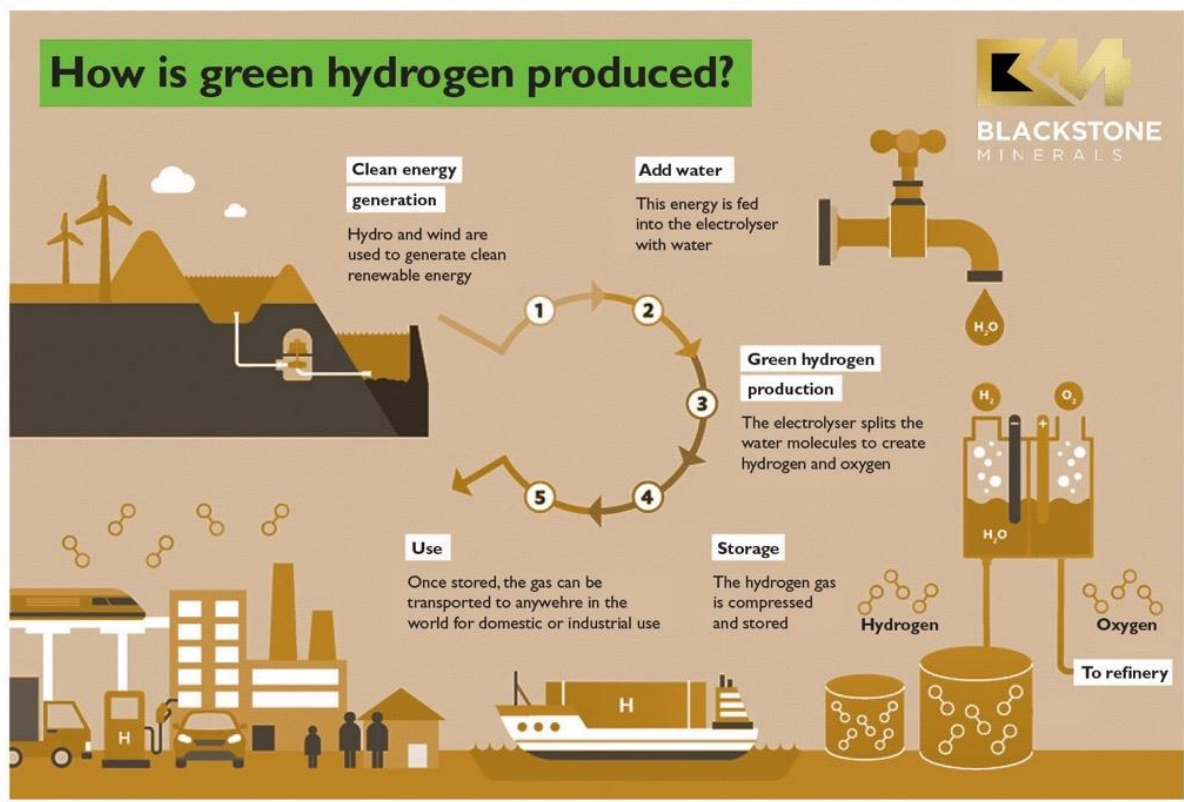 How is green hydrogen produced?
BLACKSTONE
MINERALS
Clean energy
generation
Hydro and wind are
used to generate clean
renewable energy
Add water
This energy is fed
into the electrolyser
with water
H₂O
1
2
3
4
5
Green hydrogen
production
The electrolyser splits the
water molecules to create
hydrogen and oxygen
H₂
O₂
−
+
H₂O
Use
Once stored, the gas can be
transported to anywehre in the
world for domestic or industrial use
Storage
The hydrogen gas
is compressed
and stored
Hydrogen
Oxygen
To refinery
H
H